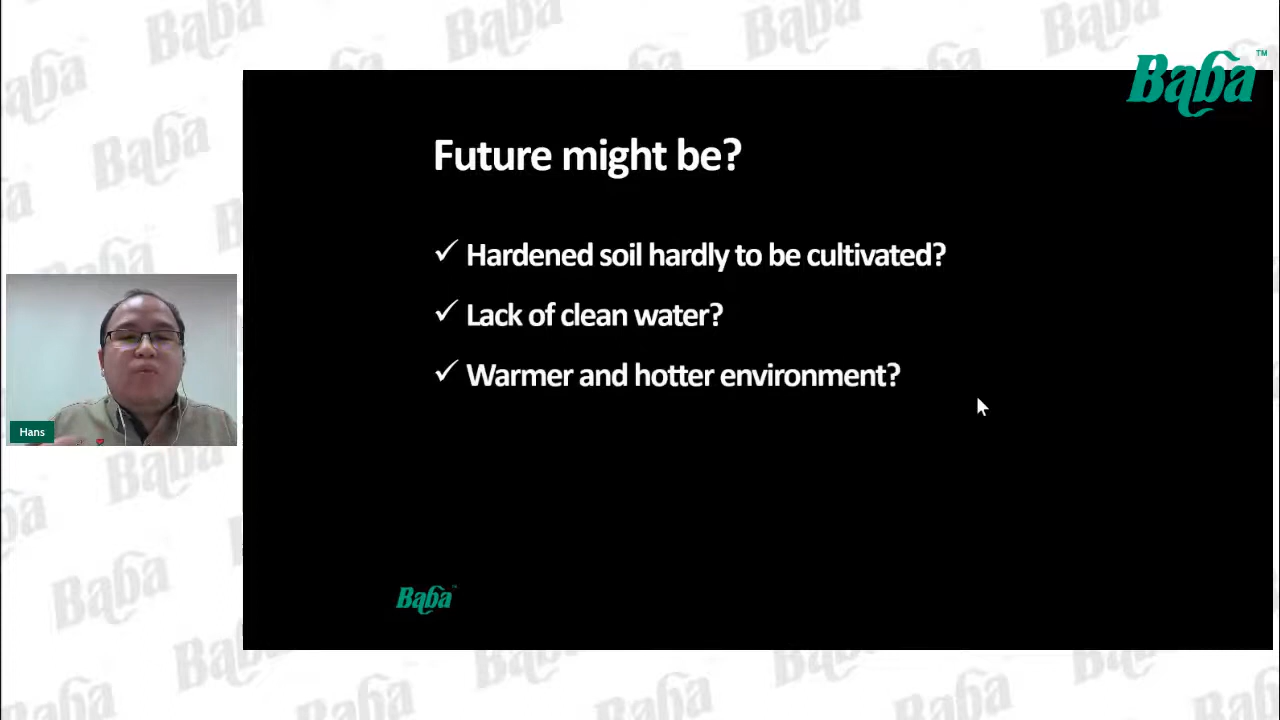 Baba™
Future might be?
✓ Hardened soil hardly to be cultivated?
✓ Lack of clean water?
✓ Warmer and hotter environment?
Hans
Baba